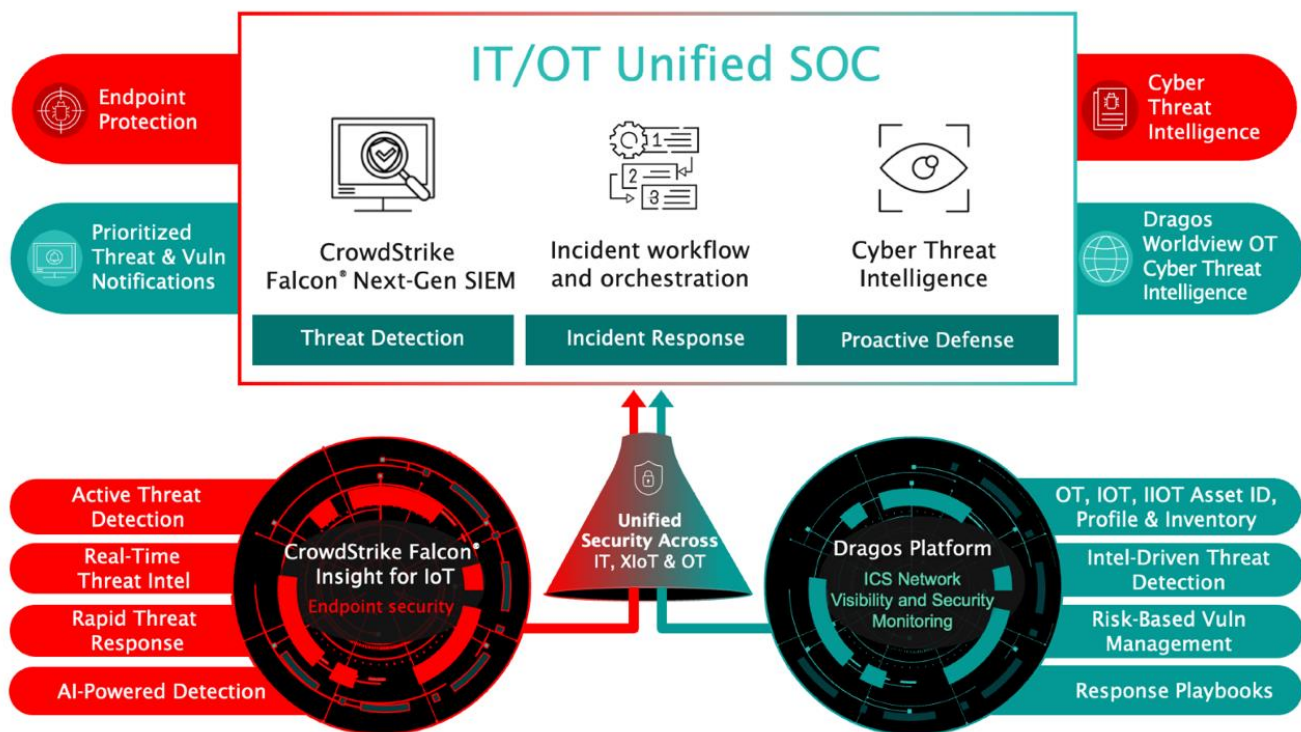 IT/OT Unified SOC
Endpoint
Protection
Prioritized
Threat & Vuln
Notifications
1
2
3
CrowdStrike
Falcon® Next-Gen SIEM
Threat Detection
Incident workflow
and orchestration
Incident Response
Cyber Threat
Intelligence
Proactive Defense
Cyber
Threat
Intelligence
Dragos
Worldview OT
Cyber Threat
Intelligence
Active Threat
Detection
Real-Time
Threat Intel
Rapid Threat
Response
AI-Powered Detection
CrowdStrike Falcon®
Insight for IoT
Endpoint security
Unified
Security Across
IT, XIoT & OT
Dragos Platform
ICS Network
Visibility and Security
Monitoring
OT, IOT, IIOT Asset ID,
Profile & Inventory
Intel-Driven Threat
Detection
Risk-Based Vuln
Management
Response Playbooks